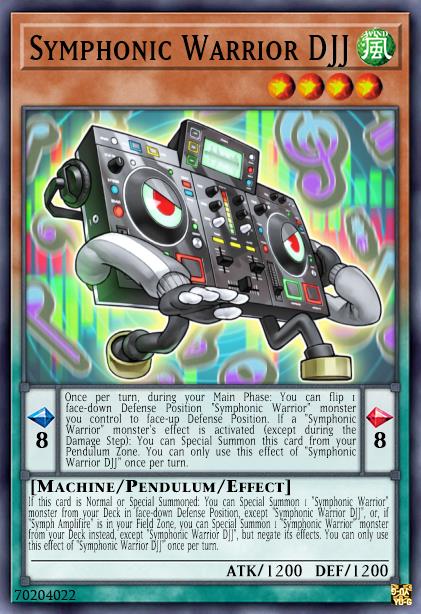 SYMPHONIC WARRIOR DJJ
WIND
風
Once per turn, during your Main Phase: You can flip 1
face-down Defense Position "Symphonic Warrior" monster
you control to face-up Defense Position. If a "Symphonic
Warrior" monster's effect is activated (except during the
Damage Step): You can Special Summon this card from your
Pendulum Zone. You can only use this effect of "Symphonic
Warrior DJJ" once per turn.
8
8
[MACHINE/PENDULUM/EFFECT]
If this card is Normal or Special Summoned: You can Special Summon 1 "Symphonic Warrior"
monster from your Deck in face-down Defense Position, except "Symphonic Warrior DJJ", or, if
"Symph Amplifire" is in your Field Zone, you can Special Summon 1 "Symphonic Warrior" monster
from your Deck instead, except "Symphonic Warrior DJJ", but negate its effects. You can only use
this effect of "Symphonic Warrior DJJ" once per turn.
ATK/1200 DEF/1200
70204022